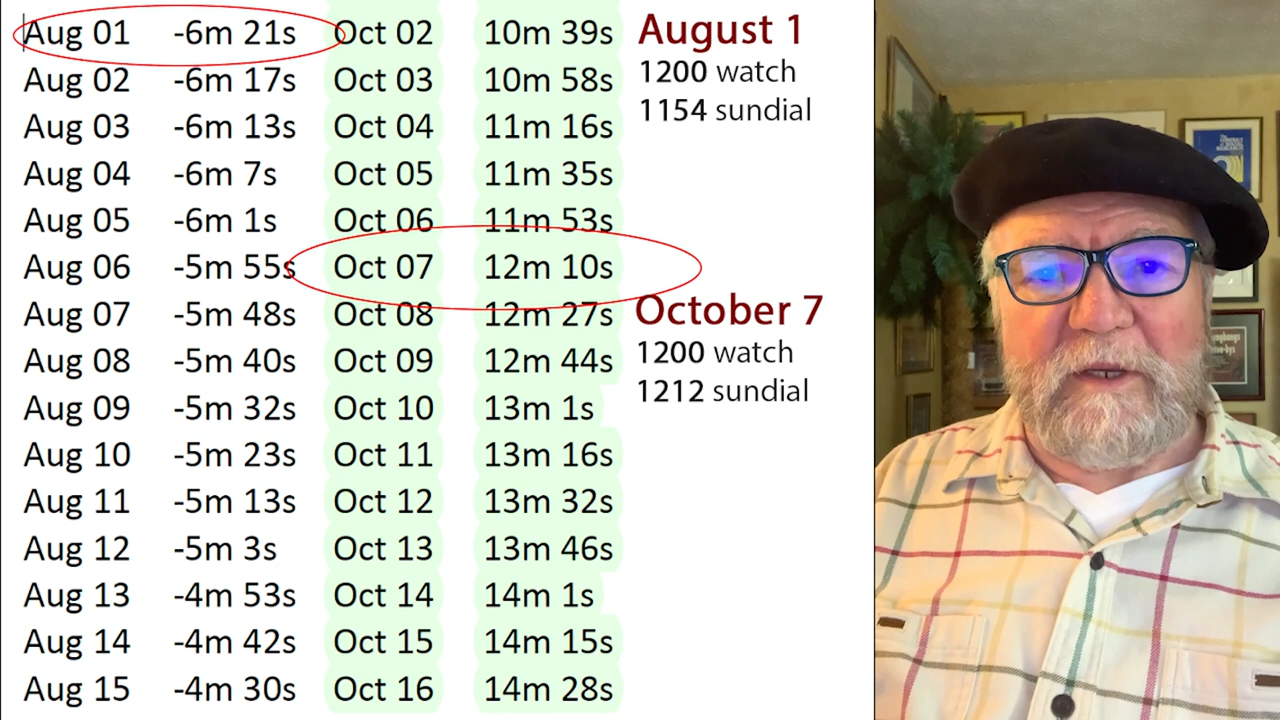 Aug 01 -6m 21s Oct 02 10m 39s
Aug 02 -6m 17s Oct 03 10m 58s
Aug 03 -6m 13s Oct 04 11m 16s
Aug 04 -6m 7s Oct 05 11m 35s
Aug 05 -6m 1s Oct 06 11m 53s
Aug 06 -5m 55s Oct 07 12m 10s
Aug 07 -5m 48s Oct 08 12m 27s
Aug 08 -5m 40s Oct 09 12m 44s
Aug 09 -5m 32s Oct 10 13m 1s
Aug 10 -5m 23s Oct 11 13m 16s
Aug 11 -5m 13s Oct 12 13m 32s
Aug 12 -5m 3s Oct 13 13m 46s
Aug 13 -4m 53s Oct 14 14m 1s
Aug 14 -4m 42s Oct 15 14m 15s
Aug 15 -4m 30s Oct 16 14m 28s
August 1
1200 watch
1154 sundial
October 7
1200 watch
1212 sundial